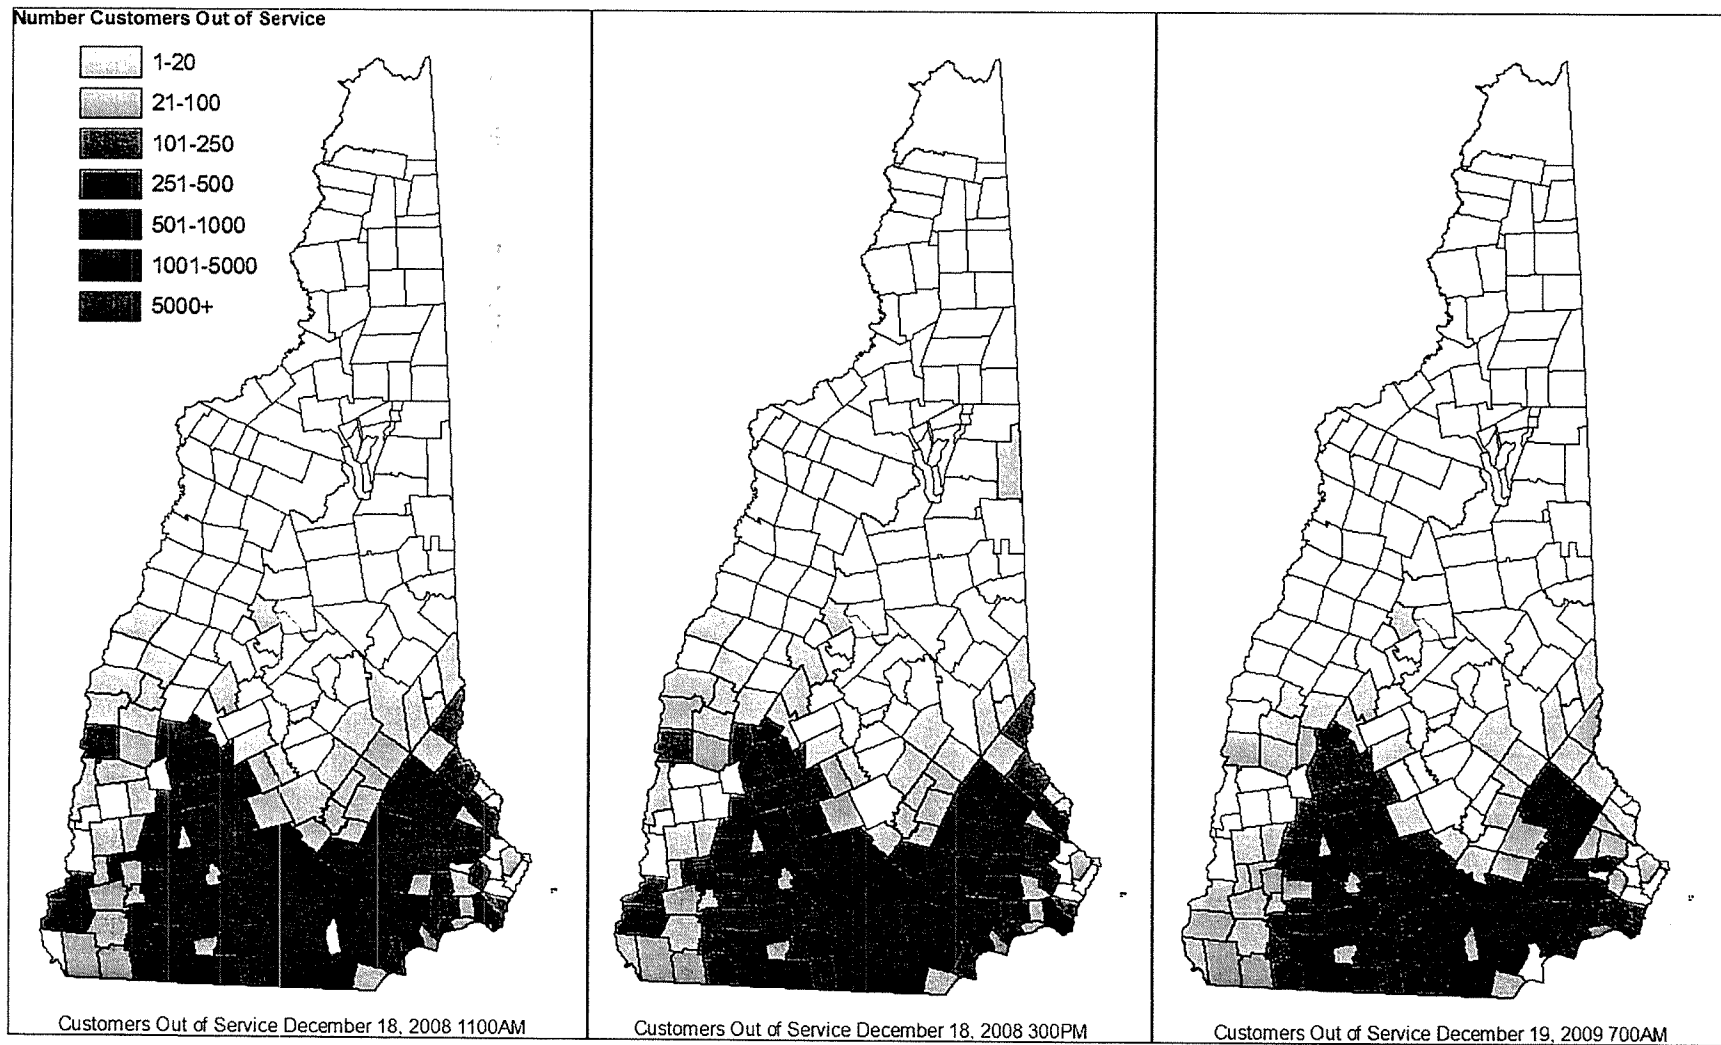 Number Customers Out of Service
1-20
21-100
101-250
251-500
501-1000
1001-5000
5000+
Customers Out of Service December 18, 2008 1100AM
Customers Out of Service December 18, 2008 300PM
Customers Out of Service December 19, 2009 700AM